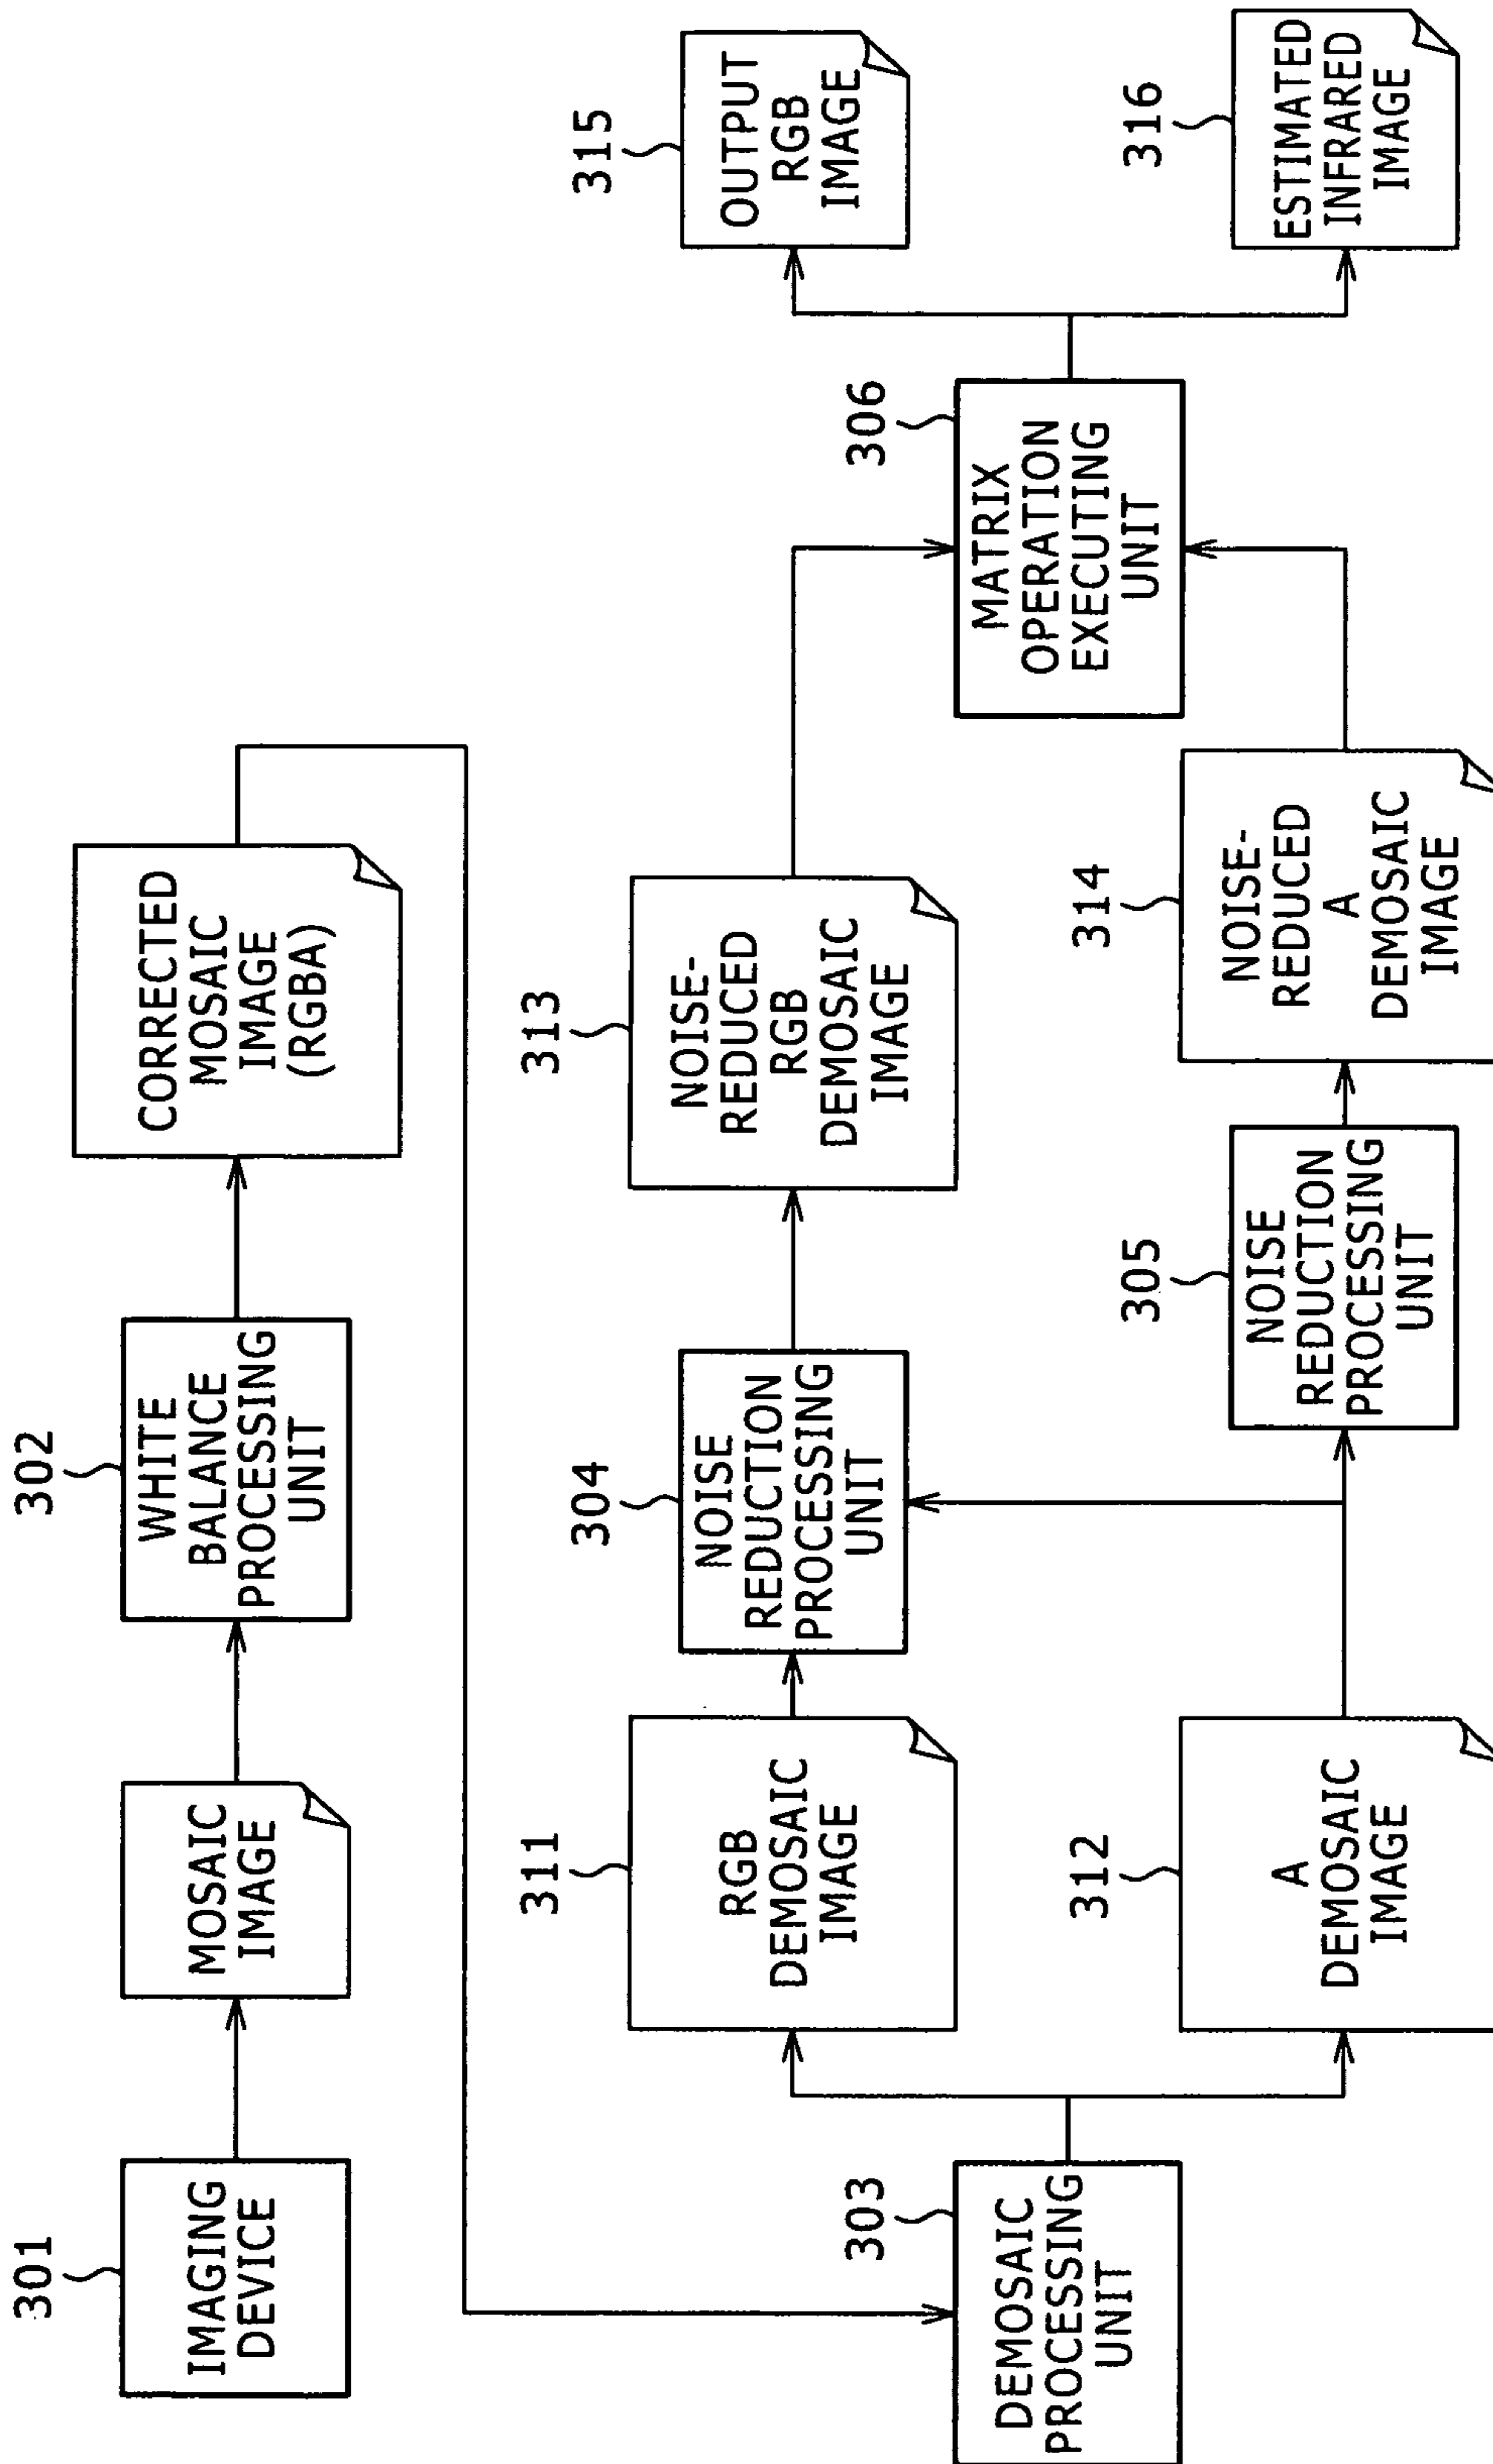 301
IMAGING
DEVICE
MOSAIC
IMAGE
302
WHITE
BALANCE
PROCESSING
UNIT
CORRECTED
MOSAIC
IMAGE
(RGBA)
303
DEMOSAIC
PROCESSING
UNIT
311
RGB
DEMOSAIC
IMAGE
304
NOISE
REDUCTION
PROCESSING
UNIT
313
NOISE-
REDUCED
RGB
DEMOSAIC
IMAGE
312
A
DEMOSAIC
IMAGE
305
NOISE
REDUCTION
PROCESSING
UNIT
314
NOISE-
REDUCED
A
DEMOSAIC
IMAGE
306
MATRIX
OPERATION
EXECUTING
UNIT
315
OUTPUT
RGB
IMAGE
316
ESTIMATED
INFRARED
IMAGE